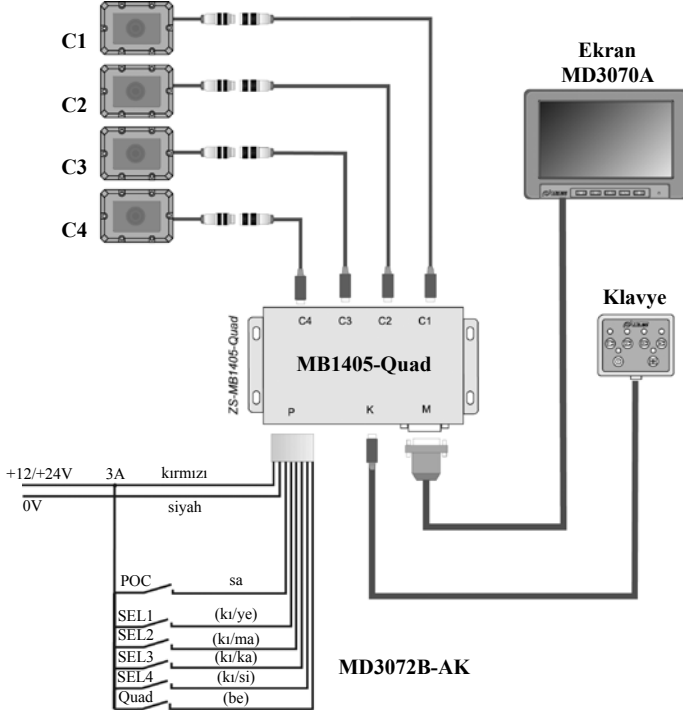 C1
C2
C3
C4
Ekran
MD3070A
Klavye
C4 C3 C2 C1
MB1405-Quad
ZS-MB1405-Quad
P K M
+12/+24V 3A kırmızı
0V siyah
POC sa
SEL1 (kı/ye)
SEL2 (kı/ma)
SEL3 (kı/ka)
SEL4 (kı/si)
Quad (be)
MD3072B-AK